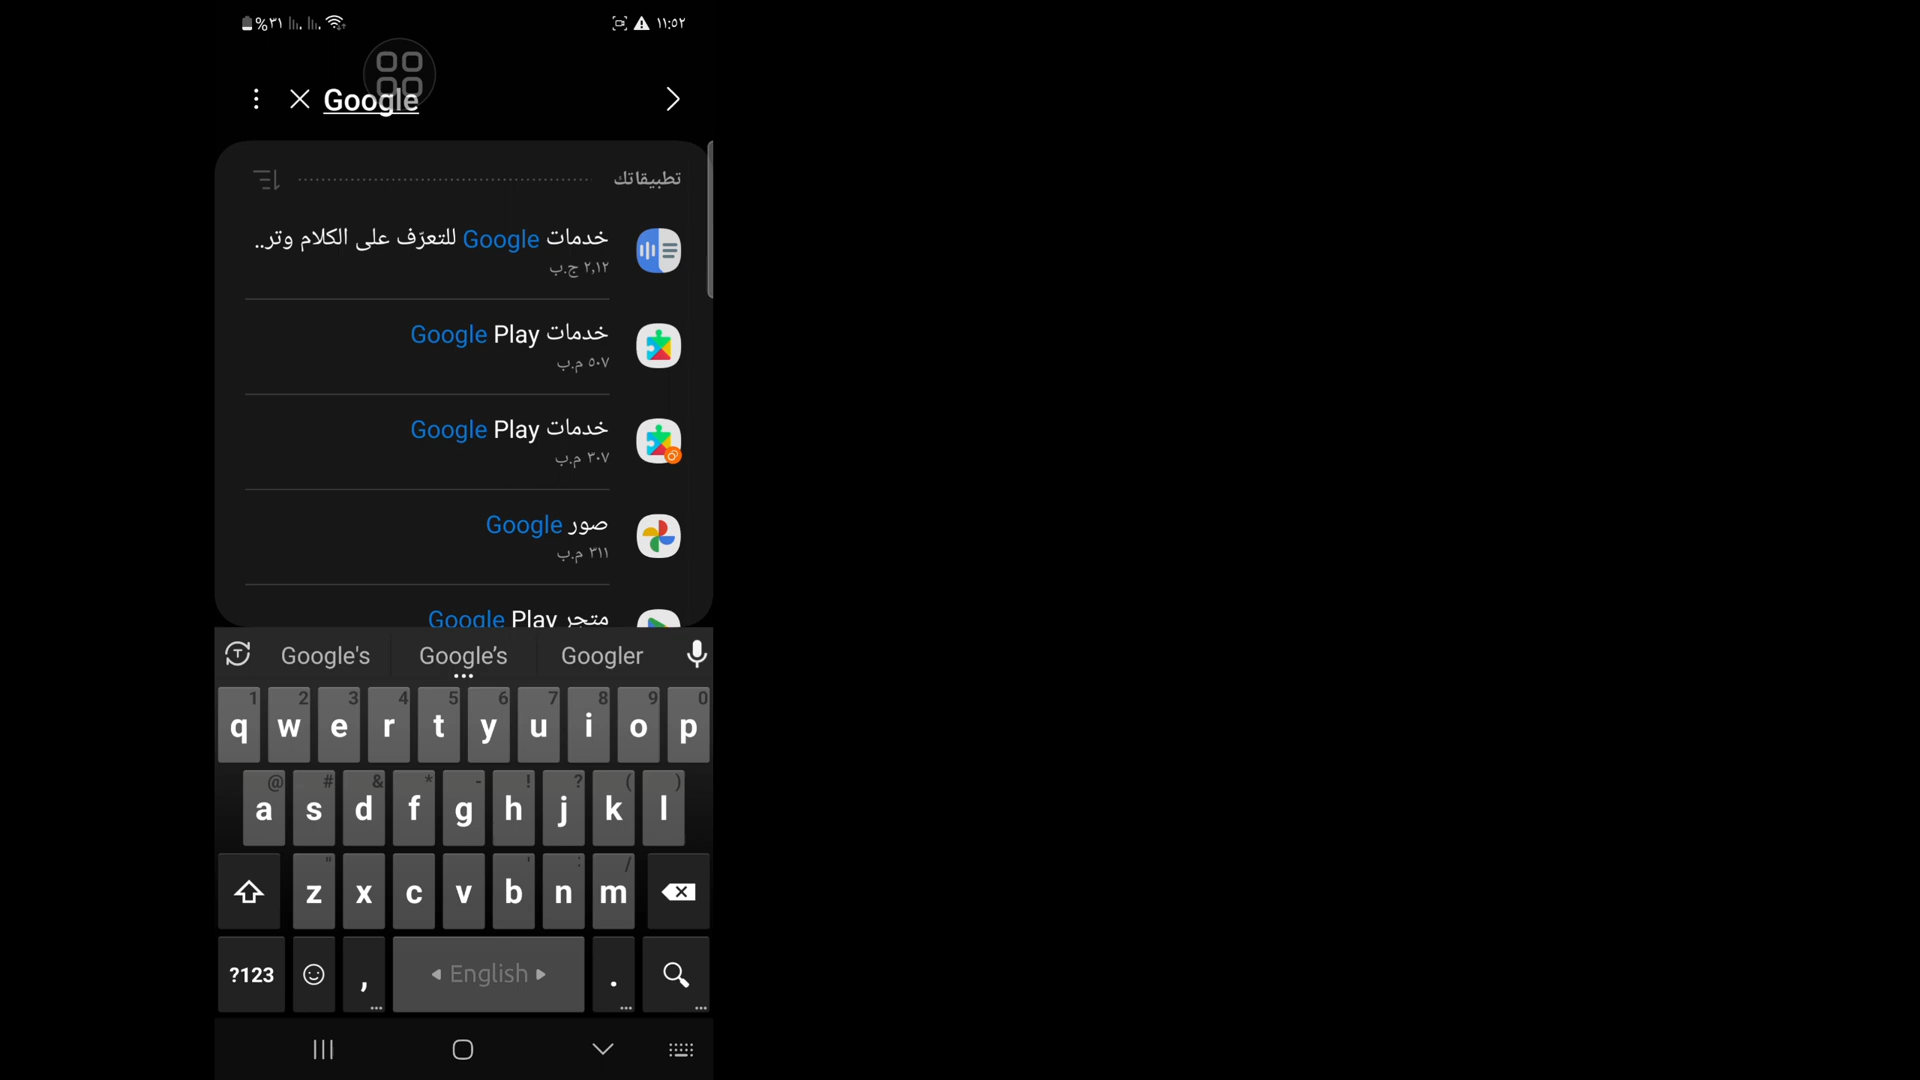 %٣١
١١:٥٢
Google
تطبيقاتك
خدمات Google للتعرّف على الكلام وتر..
٢,١٢ ج.ب
خدمات Google Play
٥٠٧ م.ب
خدمات Google Play
٣٠٧ م.ب
صور Google
٣١١ م.ب
متجر Google Play
Google's Google’s Googler
1 2 3 4 5 6 7 8 9 0
q w e r t y u i o p
@ # & * - ! ? ( )
a s d f g h j k l
" ' : /
z x c v b n m
?123 , English .